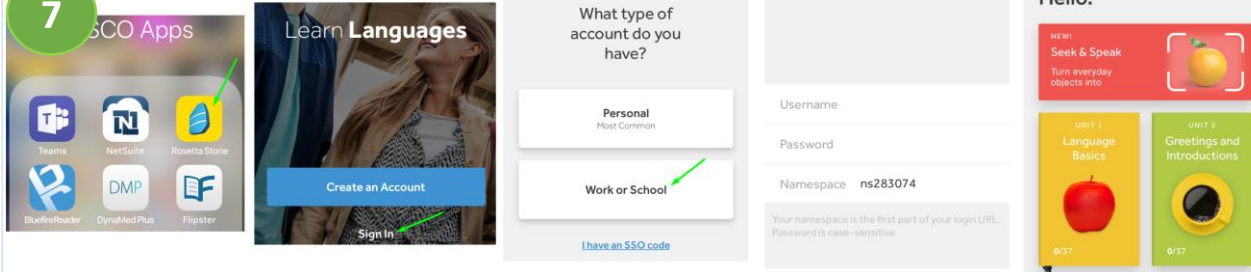 7
SCO Apps
Teams
NetSuite
Rosetta Stone
BluefireReader
DMP
DynaMed Plus
Flipster
Learn Languages
Create an Account
Sign In
What type of
account do you
have?
Personal
Most Common
Work or School
I have an SSO code
Username
Password
Namespace ns283074
Your namespace is the first part of your login URL.
Password is case-sensitive
Hello.
NEW!
Seek & Speak
Turn everyday
objects into
UNIT 1
Language
Basics
0/37
UNIT 2
Greetings and
Introductions
0/37